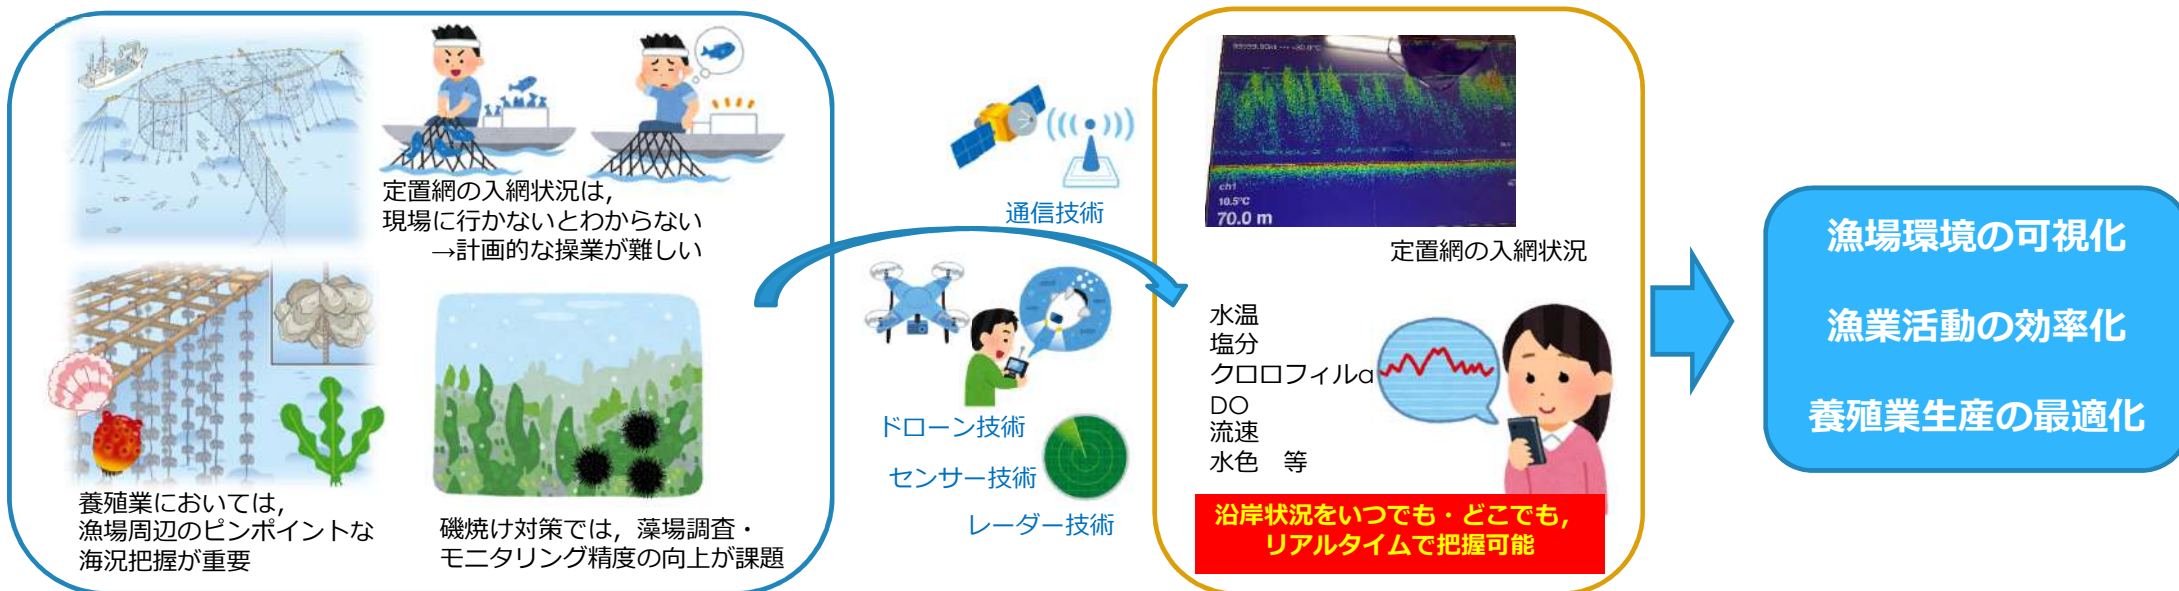 定置網の入網状況は，
現場に行かないとわからない
→計画的な操業が難しい
養殖業においては，
漁場周辺のピンポイントな
海況把握が重要
磯焼け対策では，藻場調査・
モニタリング精度の向上が課題
通信技術
ドローン技術
センサー技術
レーダー技術
ch1
10.5°C
70.0 m
定置網の入網状況
水温
塩分
クロロフィルα
DO
流速
水色　等
沿岸状況をいつでも・どこでも，
リアルタイムで把握可能
漁場環境の可視化
漁業活動の効率化
養殖業生産の最適化